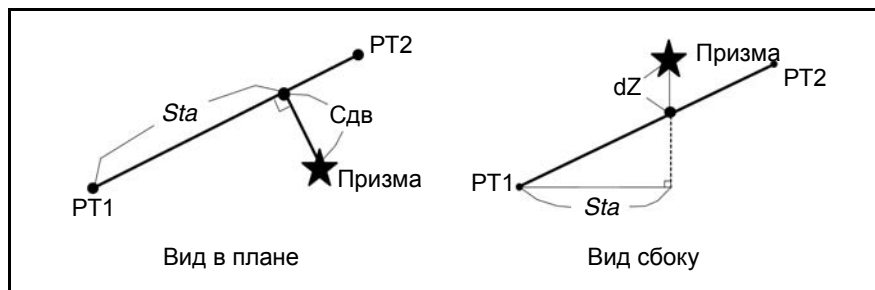 PT2
Sta
Сдв
Призма
PT1
Вид в плане
Призма
PT2
dZ
PT1
Sta
Вид сбоку